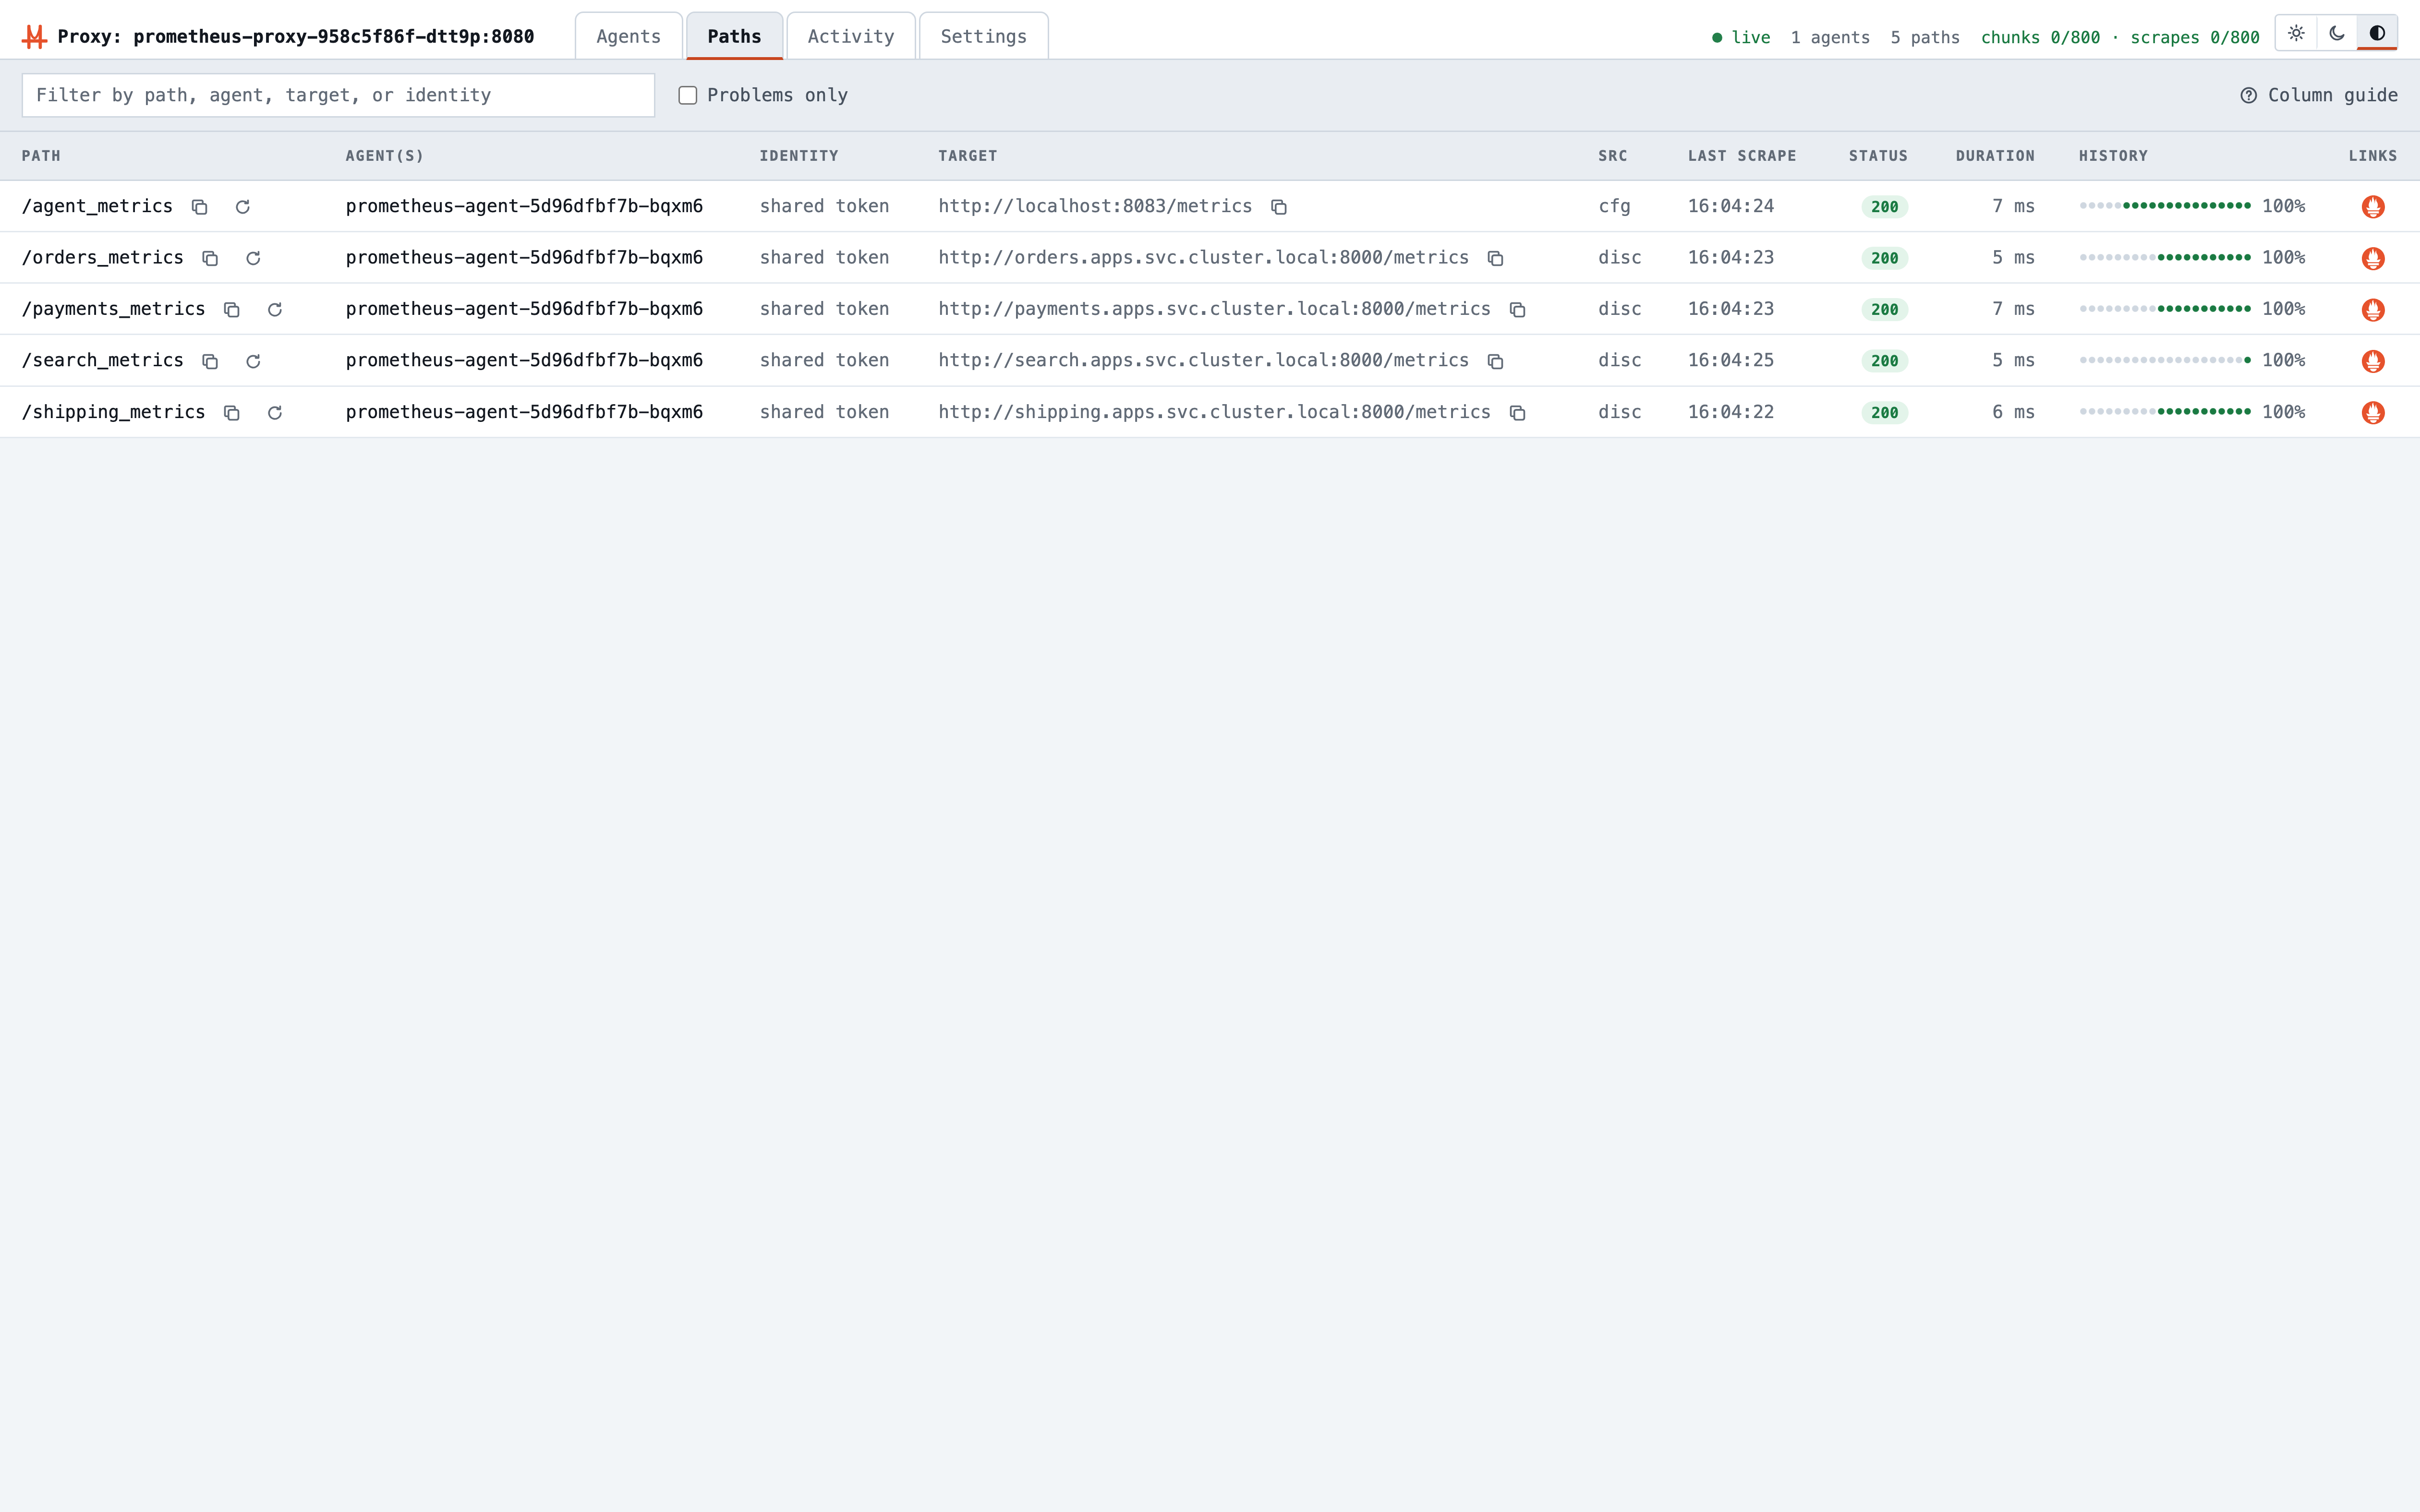 Proxy: prometheus-proxy-958c5f86f-dtt9p:8080 Agents Paths Activity Settings live 1 agents 5 paths chunks 0/800 · scrapes 0/800
Filter by path, agent, target, or identity Problems only Column guide
PATH AGENT(S) IDENTITY TARGET SRC LAST SCRAPE STATUS DURATION HISTORY LINKS
/agent_metrics prometheus-agent-5d96dfbf7b-bqxm6 shared token http://localhost:8083/metrics cfg 16:04:24 200 7 ms 100%
/orders_metrics prometheus-agent-5d96dfbf7b-bqxm6 shared token http://orders.apps.svc.cluster.local:8000/metrics disc 16:04:23 200 5 ms 100%
/payments_metrics prometheus-agent-5d96dfbf7b-bqxm6 shared token http://payments.apps.svc.cluster.local:8000/metrics disc 16:04:23 200 7 ms 100%
/search_metrics prometheus-agent-5d96dfbf7b-bqxm6 shared token http://search.apps.svc.cluster.local:8000/metrics disc 16:04:25 200 5 ms 100%
/shipping_metrics prometheus-agent-5d96dfbf7b-bqxm6 shared token http://shipping.apps.svc.cluster.local:8000/metrics disc 16:04:22 200 6 ms 100%